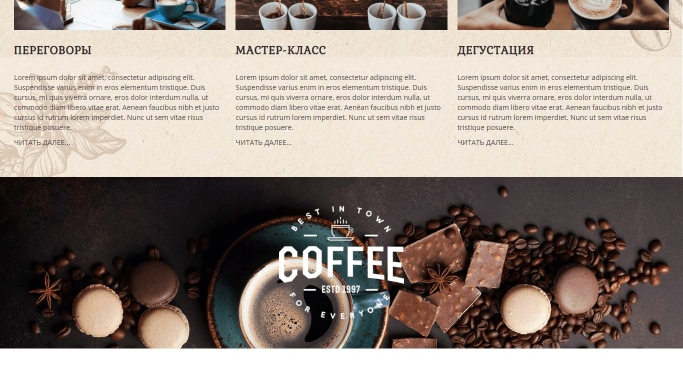 ПЕРЕГОВОРЫ
Lorem ipsum dolor sit amet, consectetur adipiscing elit.
Suspendisse varius enim in eros elementum tristique. Duis
cursus, mi quis viverra ornare, eros dolor interdum nulla, ut
commodo diam libero vitae erat. Aenean faucibus nibh et justo
cursus id rutrum lorem imperdiet. Nunc ut sem vitae risus
tristique posuere.
ЧИТАТЬ ДАЛЕЕ...
МАСТЕР-КЛАСС
Lorem ipsum dolor sit amet, consectetur adipiscing elit.
Suspendisse varius enim in eros elementum tristique. Duis
cursus, mi quis viverra ornare, eros dolor interdum nulla, ut
commodo diam libero vitae erat. Aenean faucibus nibh et justo
cursus id rutrum lorem imperdiet. Nunc ut sem vitae risus
tristique posuere.
ЧИТАТЬ ДАЛЕЕ...
ДЕГУСТАЦИЯ
Lorem ipsum dolor sit amet, consectetur adipiscing elit.
Suspendisse varius enim in eros elementum tristique. Duis
cursus, mi quis viverra ornare, eros dolor interdum nulla, ut
commodo diam libero vitae erat. Aenean faucibus nibh et justo
cursus id rutrum lorem imperdiet. Nunc ut sem vitae risus
tristique posuere.
ЧИТАТЬ ДАЛЕЕ...
BEST IN TOWN
COFFEE
ESTD 1997
FOR EVERYONE